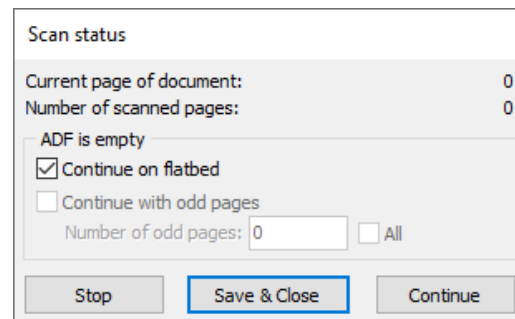 Scan status
Current page of document: 0
Number of scanned pages: 0
ADF is empty
Continue on flatbed
Continue with odd pages
Number of odd pages: 0 All
Stop Save & Close Continue